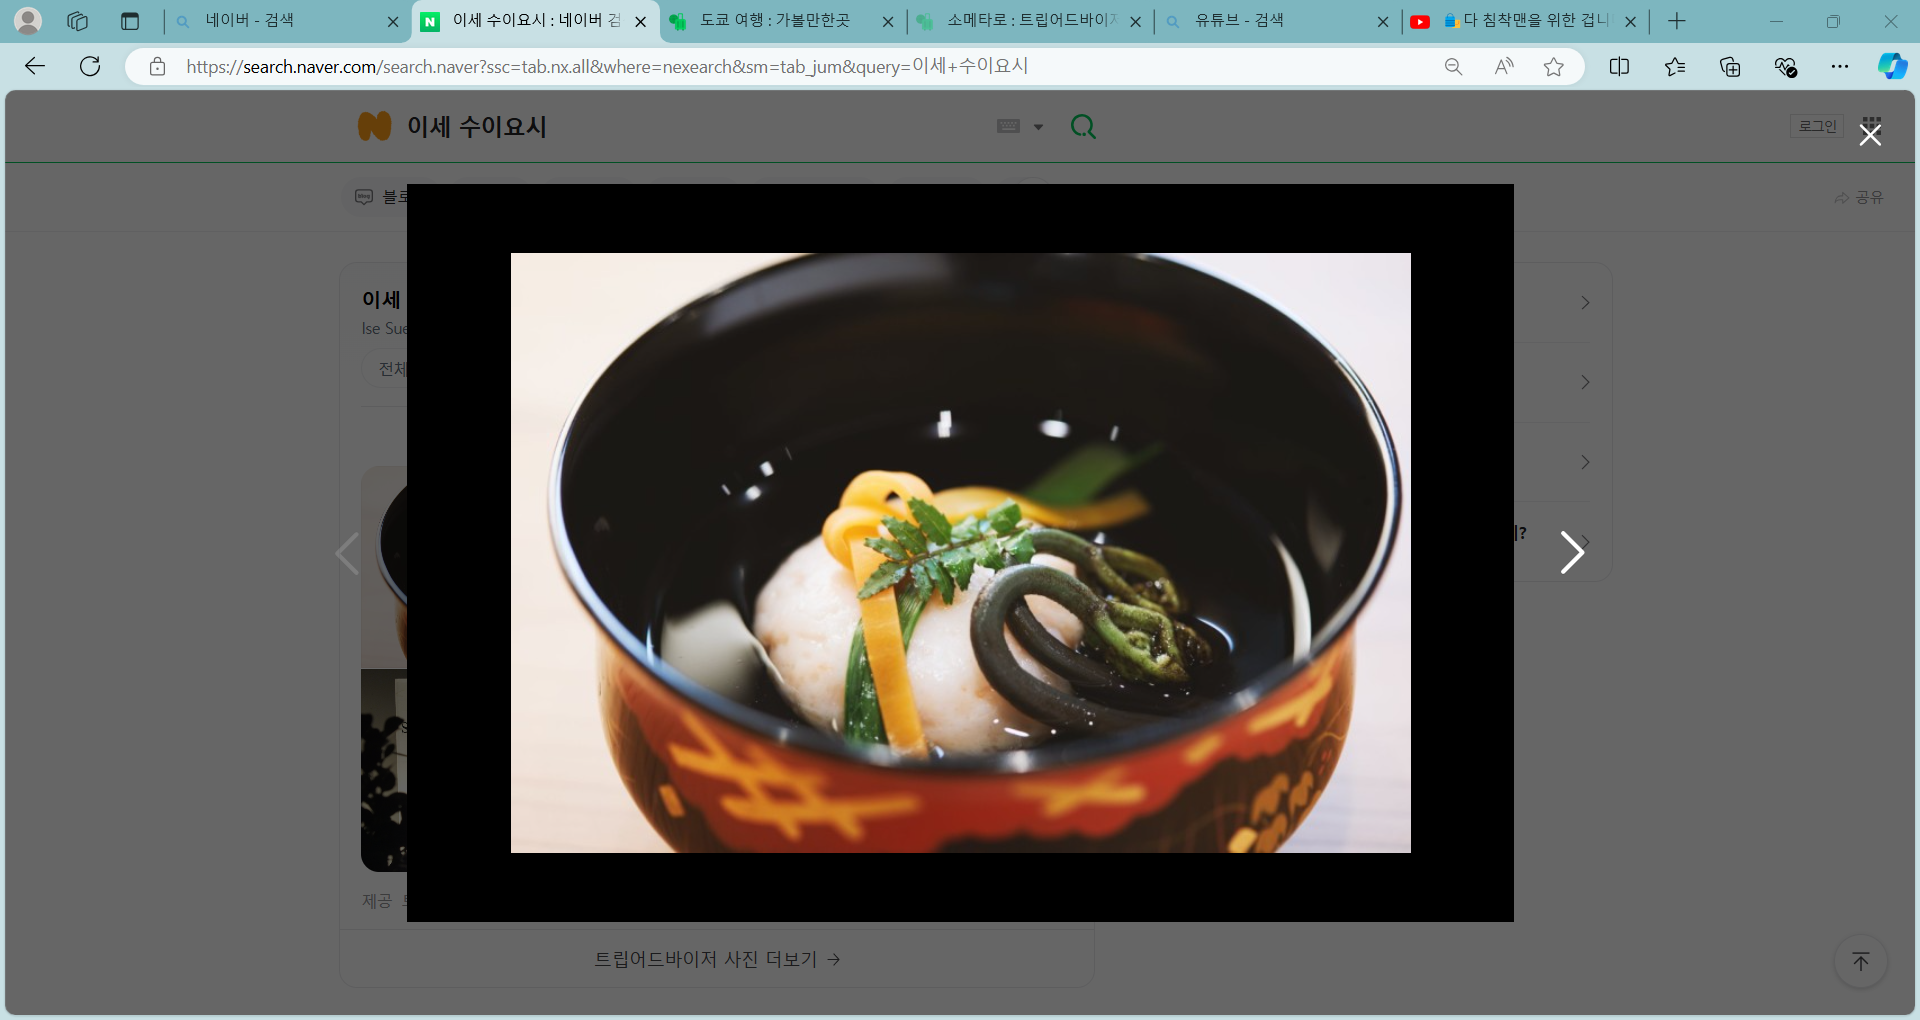 네이버 - 검색
이세 수이요시 : 네이버 검
도쿄 여행 : 가볼만한곳
소메타로 : 트립어드바이저
유튜브 - 검색
다 침착맨을 위한 겁니
https://search.naver.com/search.naver?ssc=tab.nx.all&where=nexearch&sm=tab_jum&query=이세+수이요시
이세 수이요시
로그인
블로
공유
이세
Ise Sue
전체
제공
트립어드바이저 사진 더보기